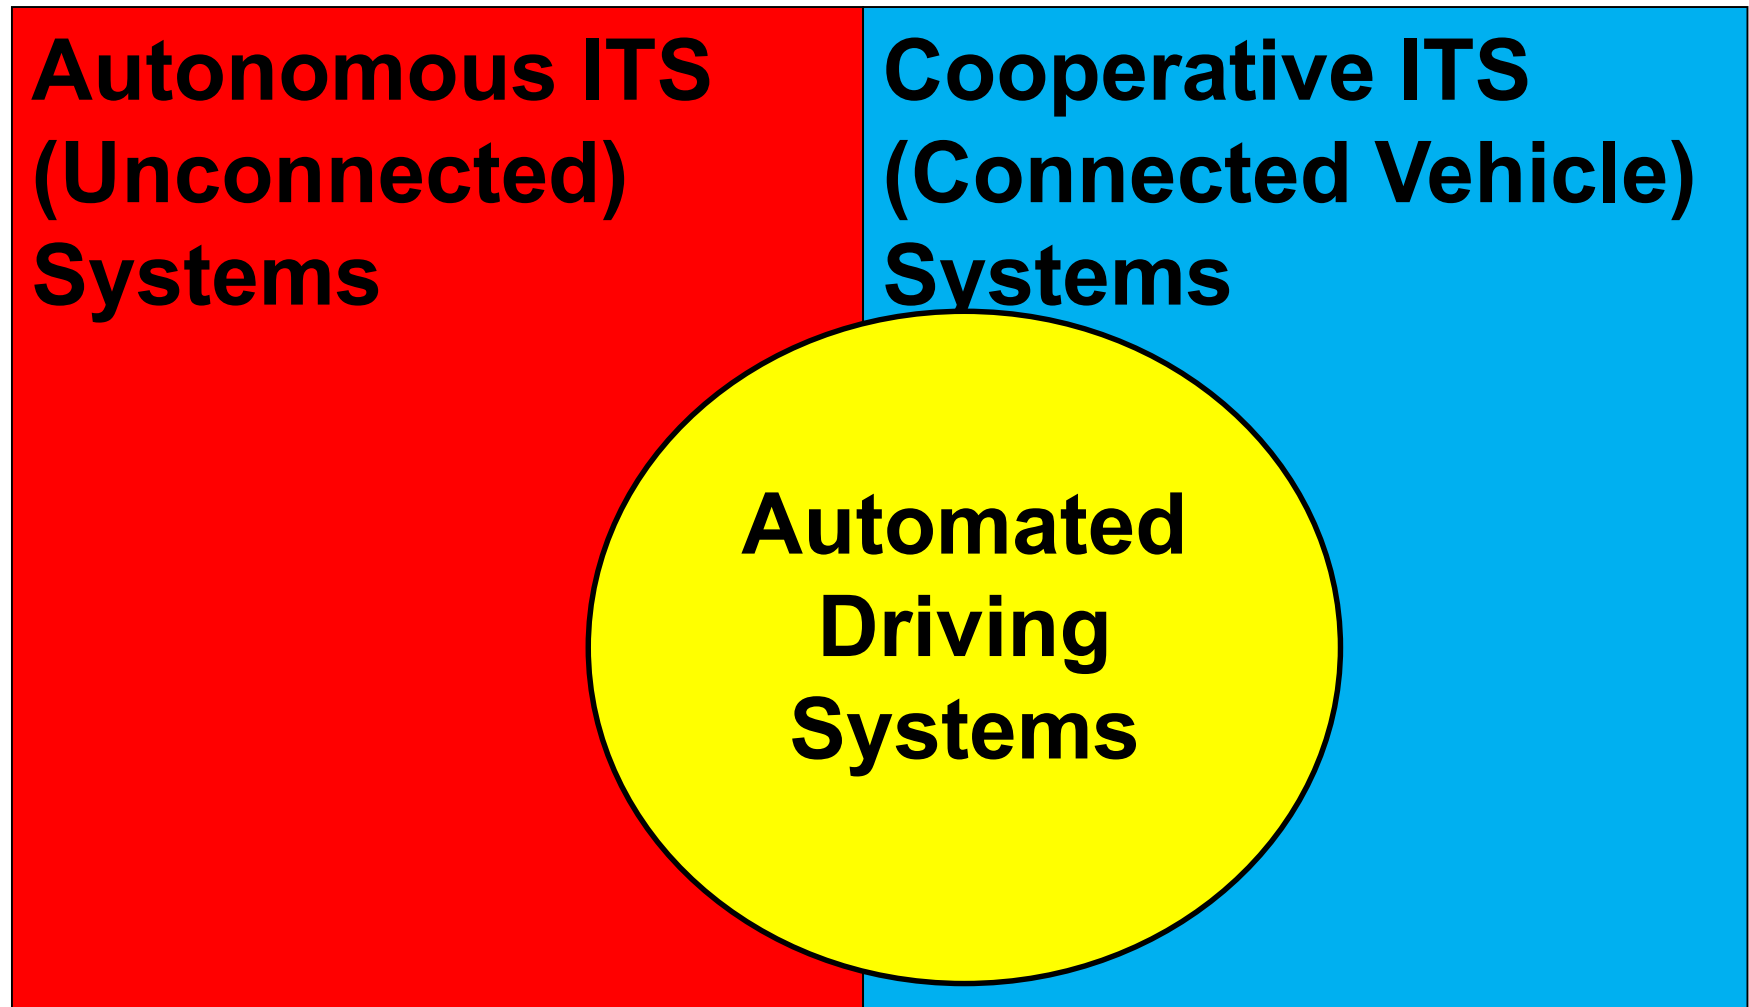 Autonomous ITS
(Unconnected)
Systems
Cooperative ITS
(Connected Vehicle)
Systems
Automated
Driving
Systems